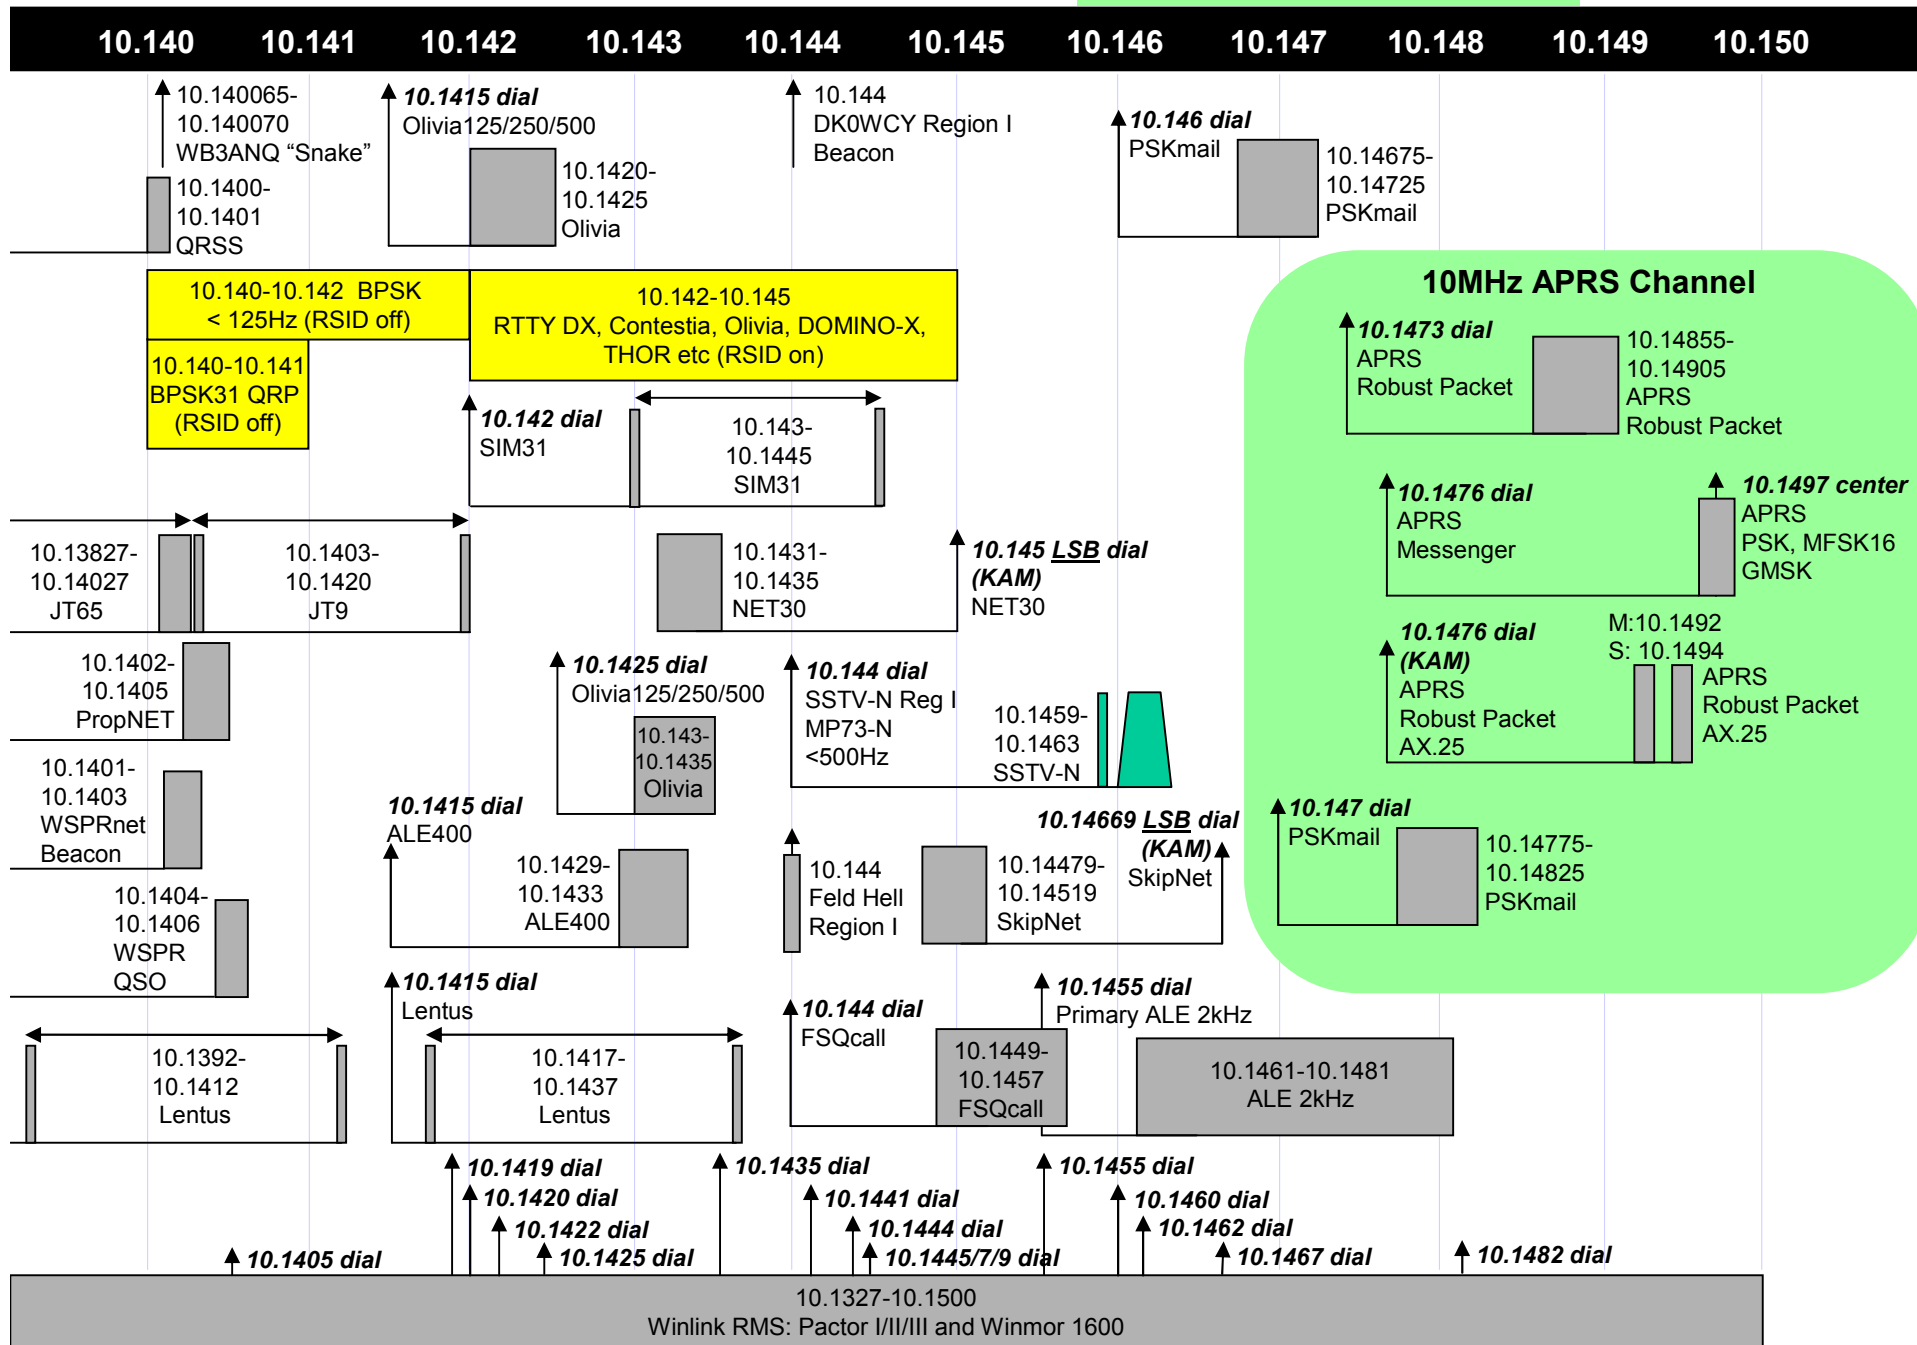 10.140 10.141 10.142 10.143 10.144 10.145 10.146 10.147 10.148 10.149 10.150
10.140065-
10.140070
WB3ANQ “Snake”
10.1400-
10.1401
QRSS
10.1415 dial
Olivia125/250/500
10.1420-
10.1425
Olivia
10.144
DK0WCY Region I
Beacon
10.146 dial
PSKmail
10.14675-
10.14725
PSKmail
10.140-10.142 BPSK
< 125Hz (RSID off)
10.140-10.141
BPSK31 QRP
(RSID off)
10.142-10.145
RTTY DX, Contestia, Olivia, DOMINO-X,
THOR etc (RSID on)
10.142 dial
SIM31
10.143-
10.1445
SIM31
10MHz APRS Channel
10.1473 dial
APRS
Robust Packet
10.14855-
10.14905
APRS
Robust Packet
10.1476 dial
APRS
Messenger
10.1497 center
APRS
PSK, MFSK16
GMSK
10.1476 dial
(KAM)
APRS
Robust Packet
AX.25
M:10.1492
S: 10.1494
APRS
Robust Packet
AX.25
10.147 dial
PSKmail
10.14775-
10.14825
PSKmail
10.13827-
10.14027
JT65
10.1403-
10.1420
JT9
10.1431-
10.1435
NET30
10.145 LSB dial
(KAM)
NET30
10.1402-
10.1405
PropNET
10.1425 dial
Olivia125/250/500
10.143-
10.1435
Olivia
10.144 dial
SSTV-N Reg I
MP73-N
<500Hz
10.1459-
10.1463
SSTV-N
10.1401-
10.1403
WSPRnet
Beacon
10.1415 dial
ALE400
10.1429-
10.1433
ALE400
10.144
Feld Hell
Region I
10.14479-
10.14519
SkipNet
10.14669 LSB dial
(KAM)
SkipNet
10.1404-
10.1406
WSPR
QSO
10.1415 dial
Lentus
10.144 dial
FSQcall
10.1449-
10.1457
FSQcall
10.1455 dial
Primary ALE 2kHz
10.1461-10.1481
ALE 2kHz
10.1392-
10.1412
Lentus
10.1417-
10.1437
Lentus
10.1419 dial
10.1435 dial
10.1455 dial
10.1420 dial
10.1441 dial
10.1460 dial
10.1422 dial
10.1444 dial
10.1462 dial
10.1405 dial
10.1425 dial
10.1445/7/9 dial
10.1467 dial
10.1482 dial
10.1327-10.1500
Winlink RMS: Pactor I/II/III and Winmor 1600